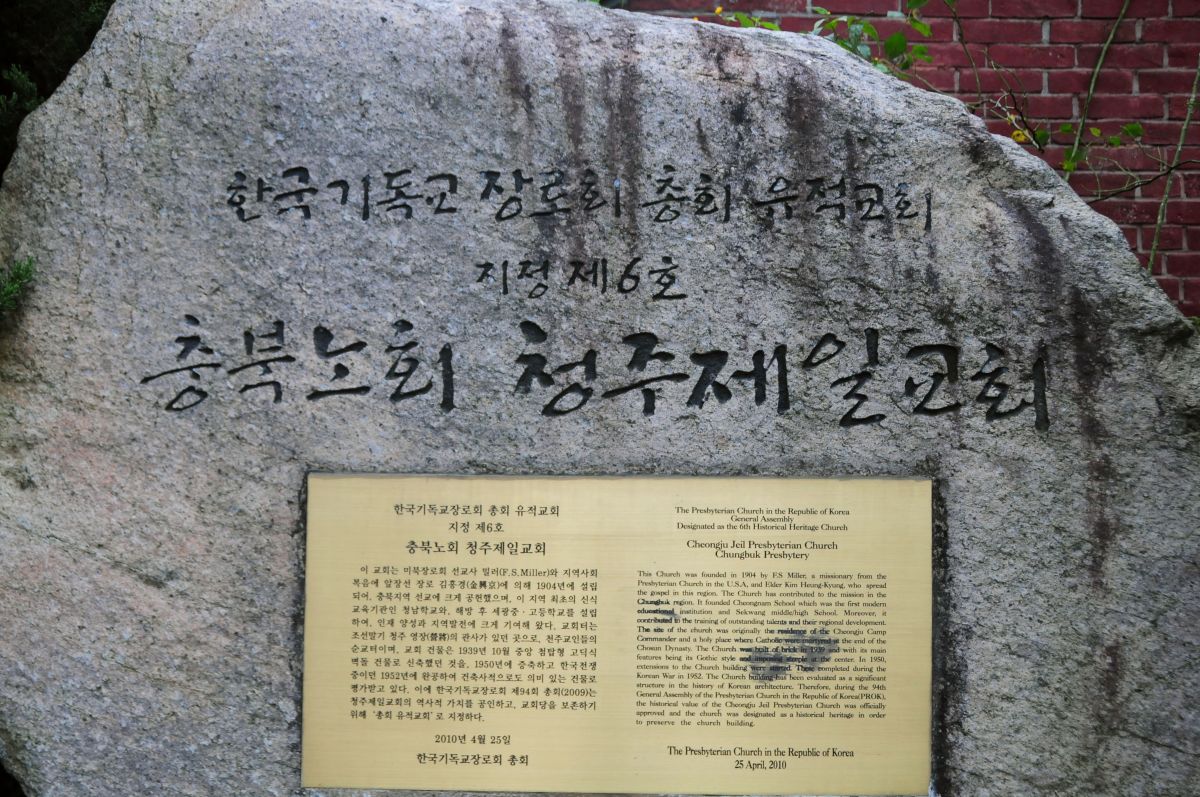 한국기독교 장로회 총회 유적교회
지정 제6호
충북노회 청주제일교회
한국기독교장로회 총회 유적교회
지정 제6호
충북노회 청주제일교회
이 교회는 미북장로회 선교사 밀러(F.S.Miller)와 지역사회
복음에 앞장선 장로 김흥경(金興京)에 의해 1904년에 설립
되어, 충북지역 선교에 크게 공헌했으며, 이 지역 최초의 신식
교육기관인 청남학교와, 해방 후 세광중·고등학교를 설립
하여, 인재 양성과 지역발전에 크게 기여해 왔다. 교회터는
조선말기 청주 영장(營將)의 관사가 있던 곳으로, 천주교인들의
순교터이며, 교회 건물은 1939년 10월 중앙 첨탑형 고딕식
벽돌 건물로 신축했던 것을, 1950년에 증축하고 한국전쟁
중이던 1952년에 완공하여 건축사적으로도 의미 있는 건물로
평가받고 있다. 이에 한국기독교장로회 제94회 총회(2009)는
청주제일교회의 역사적 가치를 공인하고, 교회당을 보존하기
위해 '총회 유적교회'로 지정하다.
2010년 4월 25일
한국기독교장로회 총회
The Presbyterian Church in the Republic of Korea
General Assembly
Designated as the 6th Historical Heritage Church
Cheongju Jeil Presbyterian Church
Chungbuk Presbytery
This Church was founded in 1904 by F.S Miller, a missionary from the
Presbyterian Church in the U.S.A, and Elder Kim Heung-Kyung, who spread
the gospel in this region. The Church has contributed to the mission in the
Chungbuk region. It founded Cheongnam School which was the first modern
educational institution and Sekwang middle/high School. Moreover, it
contributed to the training of outstanding talents and their regional development.
The site of the church was originally the residence of the Cheongju Camp
Commander and a holy place where Catholic were martyred at the end of the
Chosun Dynasty. The Church was built of brick in 1939 and with its main
features being its Gothic style and imposing steeple at the center. In 1950,
extensions to the Church building were started. These completed during the
Korean War in 1952. The Church building has been evaluated as a significant
structure in the history of Korean architecture. Therefore, during the 94th
General Assembly of the Presbyterian Church in the Republic of Korea(PROK),
the historical value of the Cheongju Jeil Presbyterian Church was officially
approved and the church was designated as a historical heritage in order
to preserve the church building.
The Presbyterian Church in the Republic of Korea
25 April, 2010